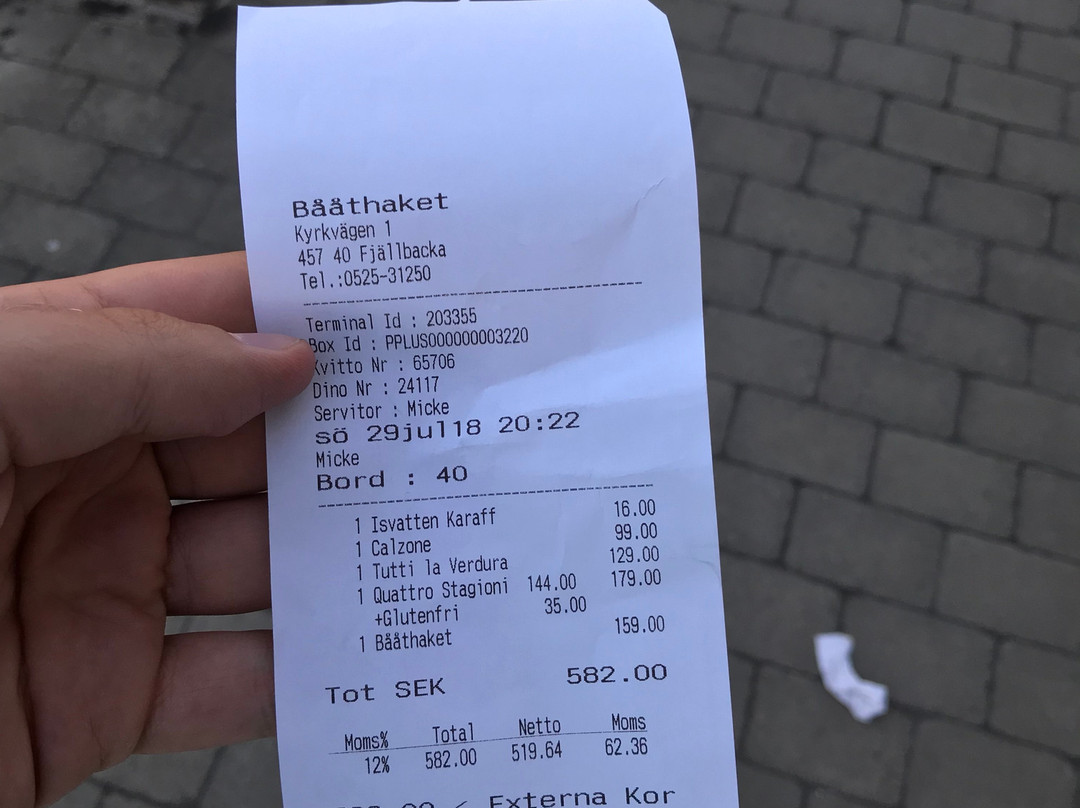 Bååthaket
Kyrkvägen 1
457 40 Fjällbacka
Tel.:0525-31250
Terminal Id : 203355
Box Id : PPLUS000000003220
Kvitto Nr : 65706
Dino Nr : 24117
Servitor : Micke
sö 29jul18 20:22
Micke
Bord : 40
1 Isvatten Karaff 16.00
1 Calzone 99.00
1 Tutti la Verdura 129.00
1 Quattro Stagioni 144.00 179.00
+Glutenfri 35.00
1 Bååthaket 159.00
Tot SEK 582.00
Moms% Total Netto Moms
12% 582.00 519.64 62.36
Externa Kor